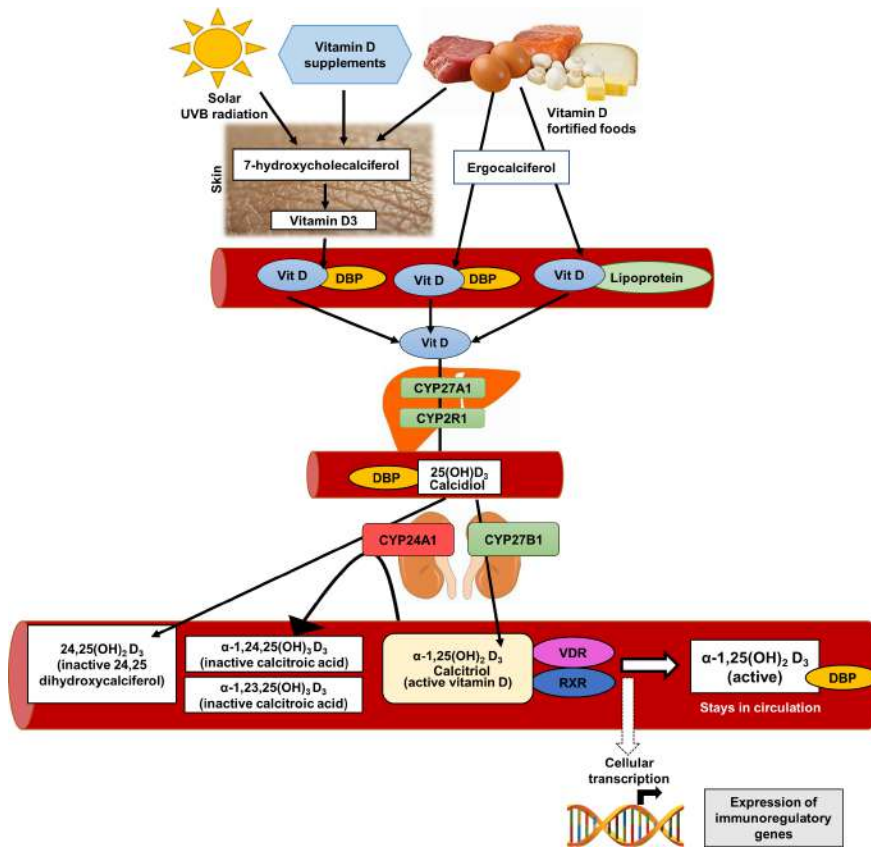 Vitamin D
supplements
Solar
UVB radiation
Vitamin D
fortified foods
Skin
7-hydroxycholecalciferol
Ergocalciferol
Vitamin D3
Vit D
DBP
Vit D
DBP
Vit D
Lipoprotein
Vit D
CYP27A1
CYP2R1
DBP
25(OH)D₃
Calcidiol
CYP24A1
CYP27B1
24,25(OH)₂ D₃
(inactive 24,25
dihydroxycalciferol)
α-1,24,25(OH)₃ D₃
(inactive calcitroic acid)
α-1,23,25(OH)₃ D₃
(inactive calcitroic acid)
α-1,25(OH)₂ D₃
Calcitriol
(active vitamin D)
VDR
RXR
α-1,25(OH)₂ D₃
(active)
DBP
Stays in circulation
Cellular
transcription
Expression of
immunoregulatory
genes